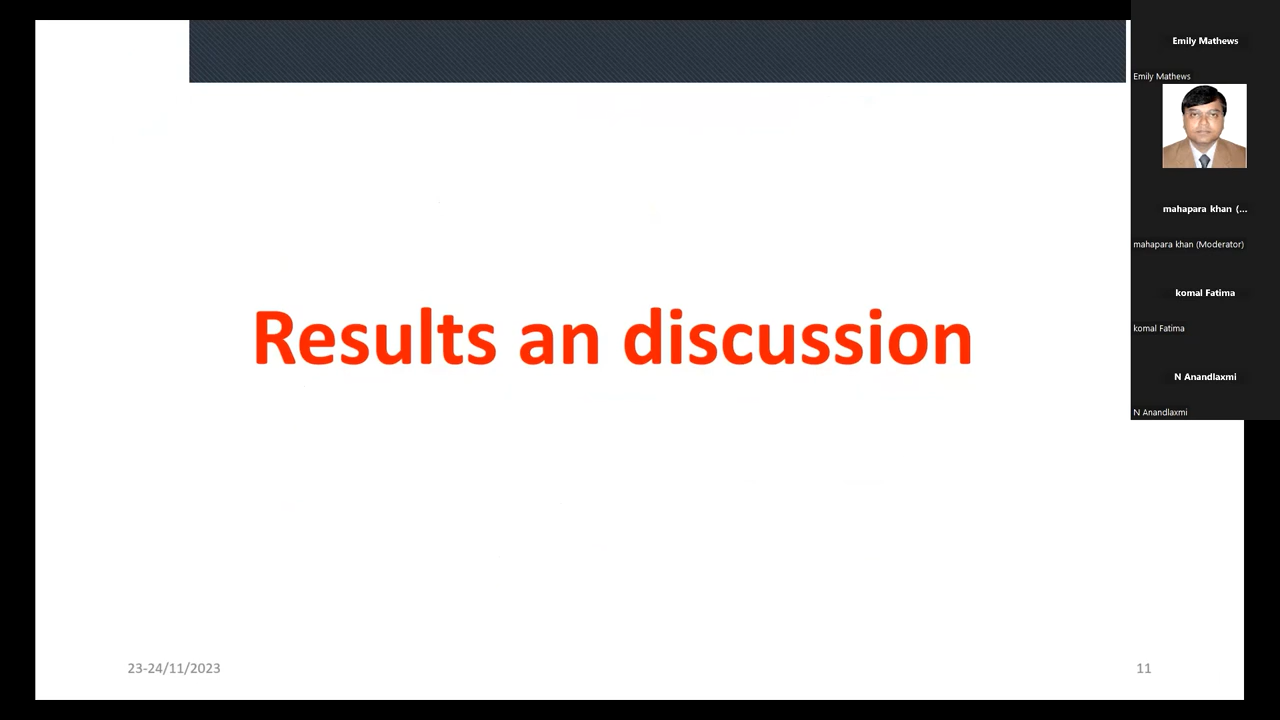 Results an discussion
23-24/11/2023
11
Emily Mathews
Emily Mathews
mahapara khan (...
mahapara khan (Moderator)
komal Fatima
komal Fatima
N Anandlaxmi
N Anandlaxmi